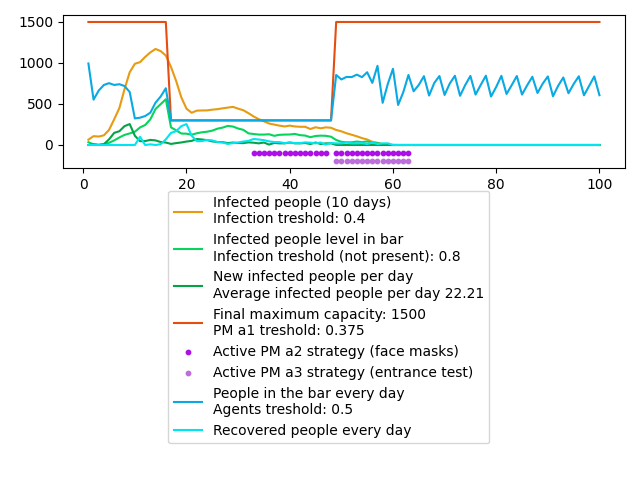 1500
1000
500
0
0 20 40 60 80 100
Infected people (10 days)
Infection treshold: 0.4
Infected people level in bar
Infection treshold (not present): 0.8
New infected people per day
Average infected people per day 22.21
Final maximum capacity: 1500
PM a1 treshold: 0.375
Active PM a2 strategy (face masks)
Active PM a3 strategy (entrance test)
People in the bar every day
Agents treshold: 0.5
Recovered people every day